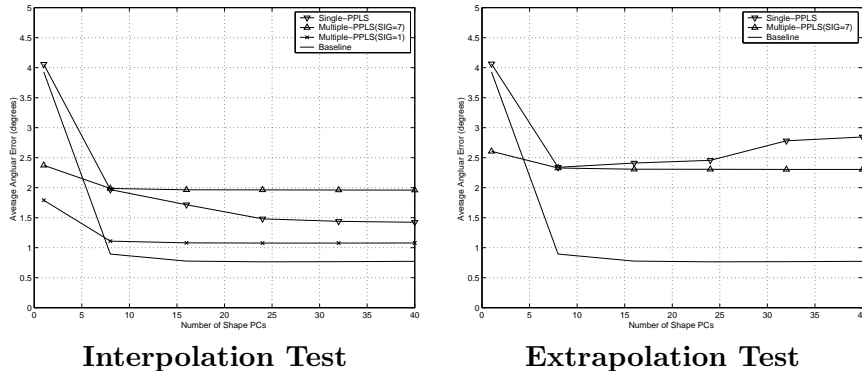 5
4.5
4
3.5
3
2.5
2
1.5
1
0.5
0
Average Angluar Error (degrees)
Single-PPLS
Multiple-PPLS(SIG=7)
Multiple-PPLS(SIG=1)
Baseline
0 5 10 15 20 25 30 35 40
Number of Shape PCs
Interpolation Test
5
4.5
4
3.5
3
2.5
2
1.5
1
0.5
0
Average Angluar Error (degrees)
Single-PPLS
Multiple-PPLS(SIG=7)
Baseline
0 5 10 15 20 25 30 35 40
Number of Shape PCs
Extrapolation Test